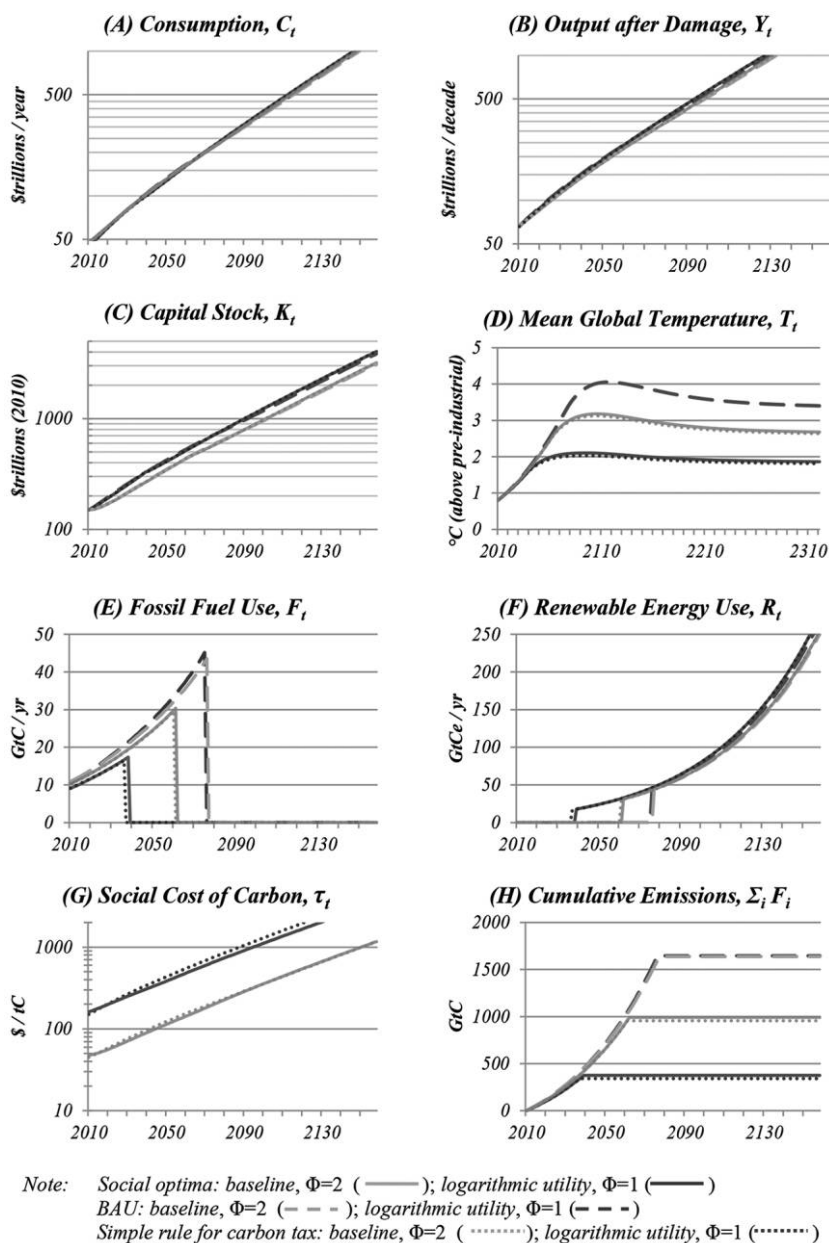 (A) Consumption, Cₜ
$trillions / year
500
50
2010 2050 2090 2130
(B) Output after Damage, Yₜ
$trillions / decade
500
50
2010 2050 2090 2130
(C) Capital Stock, Kₜ
$trillions (2010)
1000
100
2010 2050 2090 2130
(D) Mean Global Temperature, Tₜ
°C (above pre-industrial)
5
4
3
2
1
0
2010 2110 2210 2310
(E) Fossil Fuel Use, Fₜ
GtC / yr
50
40
30
20
10
0
2010 2050 2090 2130
(F) Renewable Energy Use, Rₜ
GtCe / yr
250
200
150
100
50
0
2010 2050 2090 2130
(G) Social Cost of Carbon, τₜ
$ / tC
1000
100
10
2010 2050 2090 2130
(H) Cumulative Emissions, Σᵢ Fᵢ
GtC
2000
1500
1000
500
0
2010 2050 2090 2130
Note: Social optima: baseline, Φ=2 ( ); logarithmic utility, Φ=1 ( )
BAU: baseline, Φ=2 ( ); logarithmic utility, Φ=1 ( )
Simple rule for carbon tax: baseline, Φ=2 ( ); logarithmic utility, Φ=1 ( )